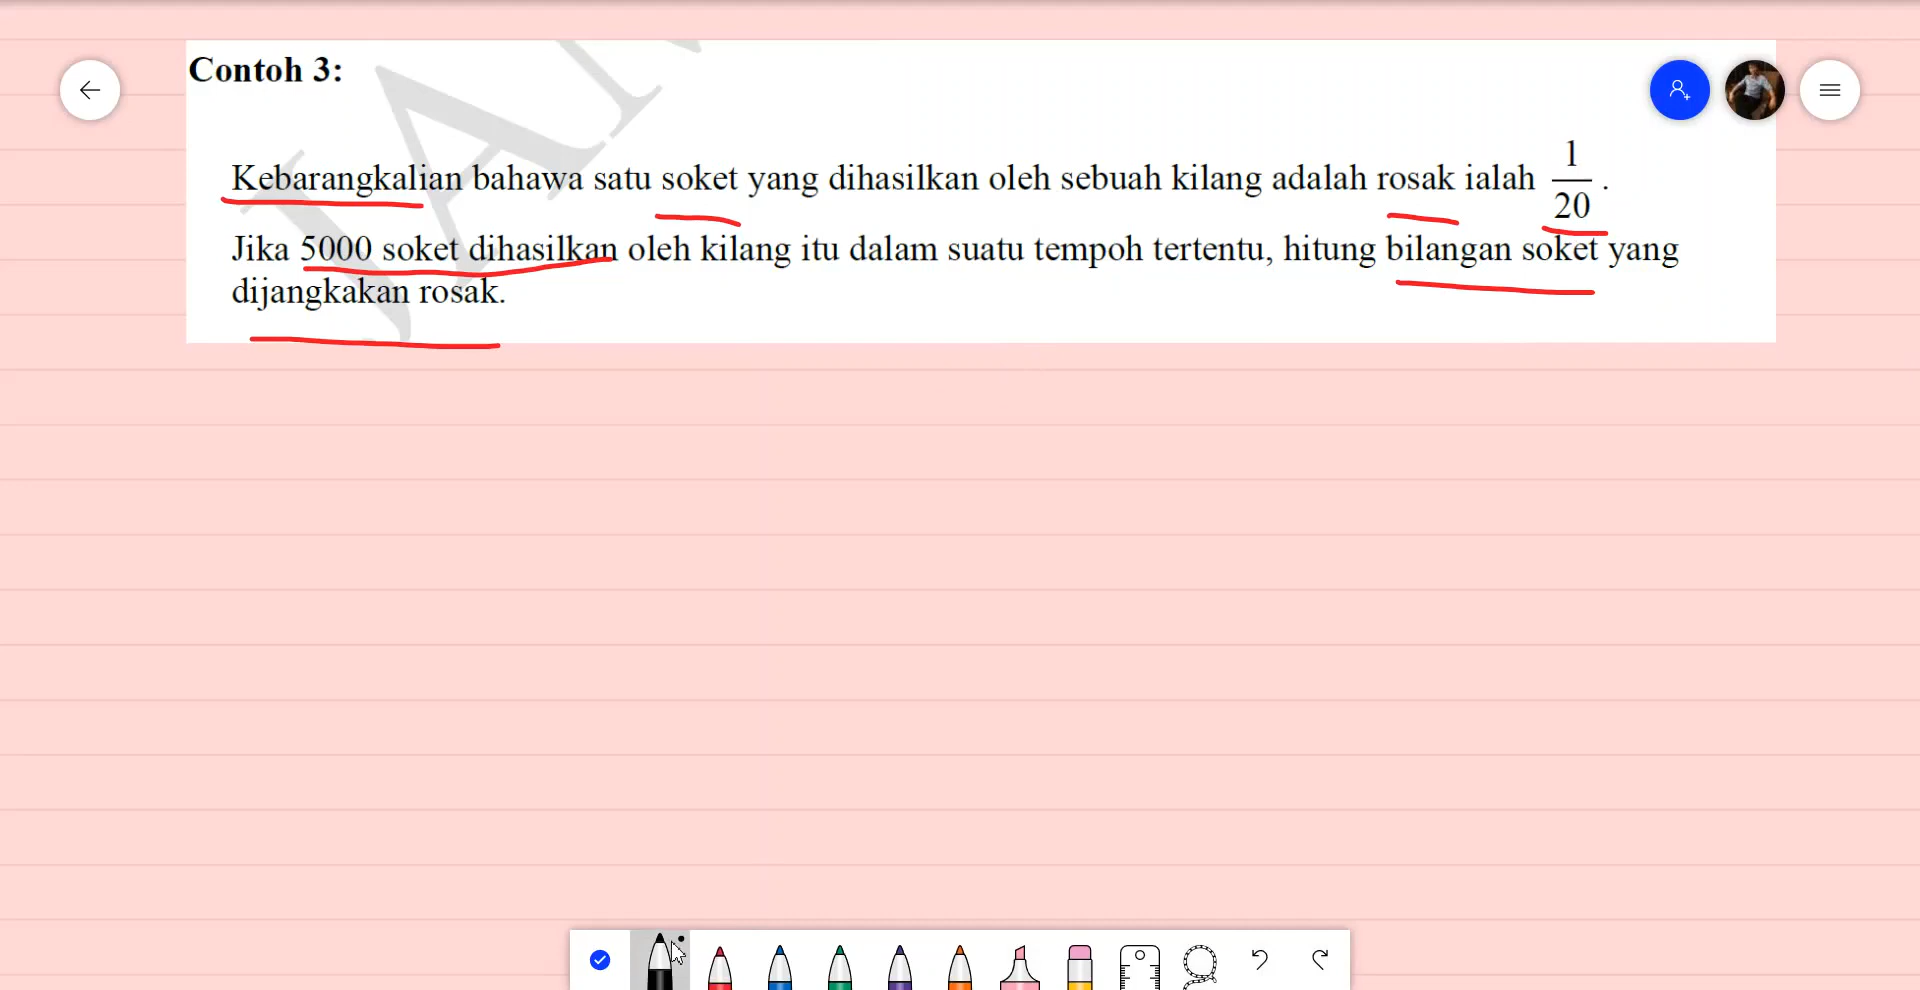 Contoh 3:
Kebarangkalian bahawa satu soket yang dihasilkan oleh sebuah kilang adalah rosak ialah 1/20.
Jika 5000 soket dihasilkan oleh kilang itu dalam suatu tempoh tertentu, hitung bilangan soket yang
dijangkakan rosak.